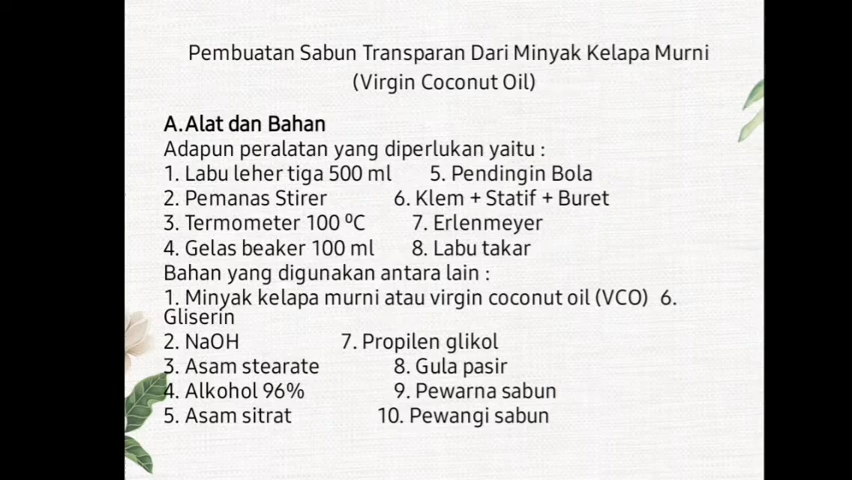 Pembuatan Sabun Transparan Dari Minyak Kelapa Murni
(Virgin Coconut Oil)
A.Alat dan Bahan
Adapun peralatan yang diperlukan yaitu :
1. Labu leher tiga 500 ml 5. Pendingin Bola
2. Pemanas Stirer 6. Klem + Statif + Buret
3. Termometer 100 ⁰C 7. Erlenmeyer
4. Gelas beaker 100 ml 8. Labu takar
Bahan yang digunakan antara lain :
1. Minyak kelapa murni atau virgin coconut oil (VCO) 6.
Gliserin
2. NaOH 7. Propilen glikol
3. Asam stearate 8. Gula pasir
4. Alkohol 96% 9. Pewarna sabun
5. Asam sitrat 10. Pewangi sabun